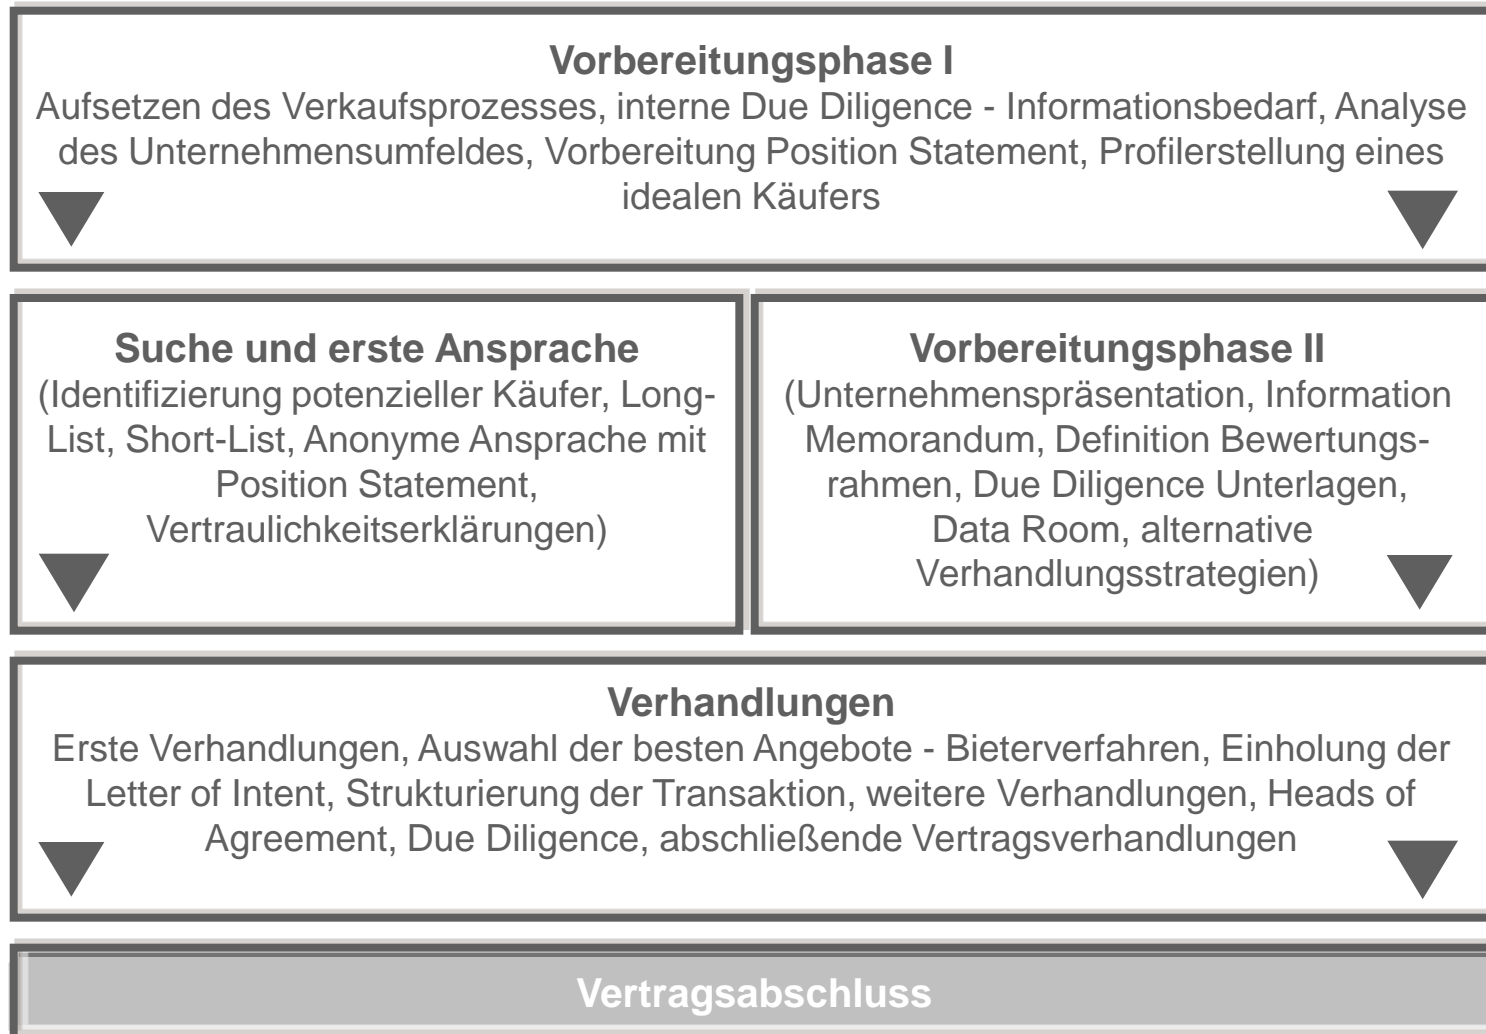 Vorbereitungsphase I
Aufsetzen des Verkaufsprozesses, interne Due Diligence - Informationsbedarf, Analyse
des Unternehmensumfeldes, Vorbereitung Position Statement, Profilerstellung eines
idealen Käufers
Suche und erste Ansprache
(Identifizierung potenzieller Käufer, Long-
List, Short-List, Anonyme Ansprache mit
Position Statement,
Vertraulichkeitserklärungen)
Vorbereitungsphase II
(Unternehmenspräsentation, Information
Memorandum, Definition Bewertungs-
rahmen, Due Diligence Unterlagen,
Data Room, alternative
Verhandlungsstrategien)
Verhandlungen
Erste Verhandlungen, Auswahl der besten Angebote - Bieterverfahren, Einholung der
Letter of Intent, Strukturierung der Transaktion, weitere Verhandlungen, Heads of
Agreement, Due Diligence, abschließende Vertragsverhandlungen
Vertragsabschluss